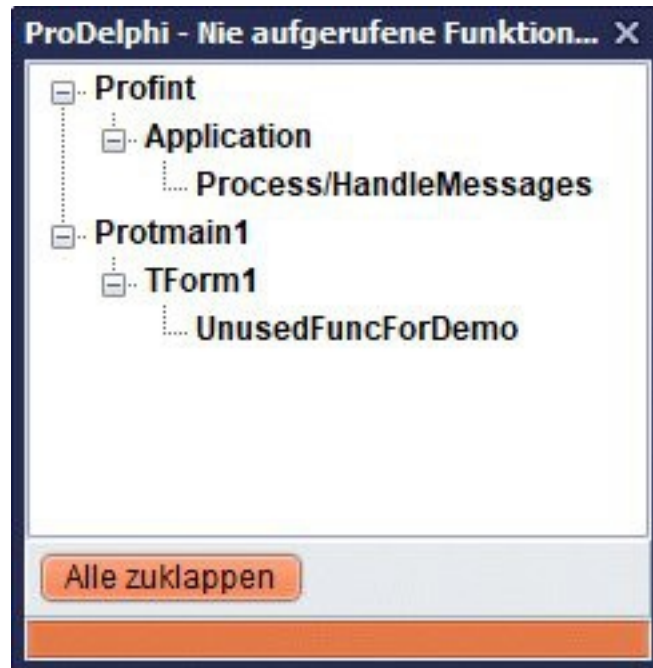 ProDelphi - Nie aufgerufene Funktion...
Profint
Application
Process/HandleMessages
Protmain1
TForm1
UnusedFuncForDemo
Alle zuklappen